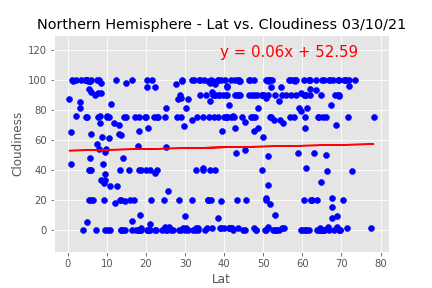 Northern Hemisphere - Lat vs. Cloudiness 03/10/21
y = 0.06x + 52.59
120
100
80
60
40
20
0
Cloudiness
0 10 20 30 40 50 60 70 80
Lat